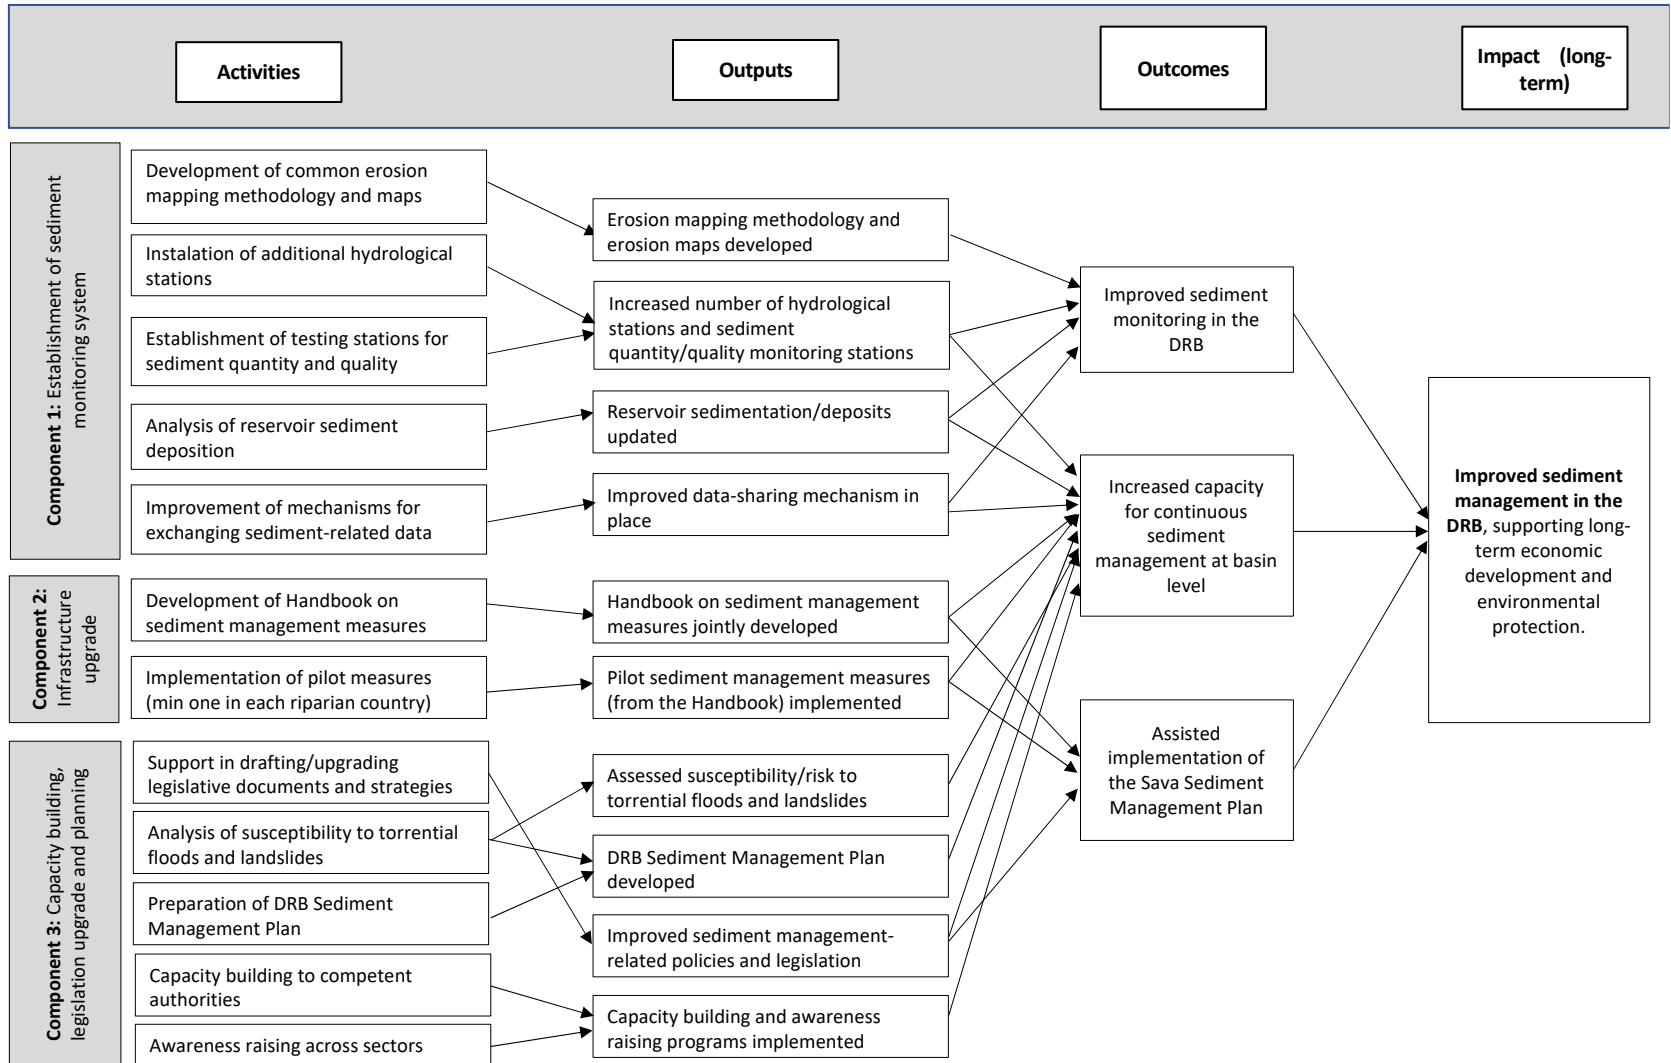 Activities
Outputs
Outcomes
Impact (long-
term)
Component 1: Establishment of sediment
monitoring system
Development of common erosion
mapping methodology and maps
Instalation of additional hydrological
stations
Establishment of testing stations for
sediment quantity and quality
Analysis of reservoir sediment
deposition
Improvement of mechanisms for
exchanging sediment-related data
Component 2:
Infrastructure
upgrade
Development of Handbook on
sediment management measures
Implementation of pilot measures
(min one in each riparian country)
Component 3: Capacity building,
legislation upgrade and planning
Support in drafting/upgrading
legislative documents and strategies
Analysis of susceptibility to torrential
floods and landslides
Preparation of DRB Sediment
Management Plan
Capacity building to competent
authorities
Awareness raising across sectors
Erosion mapping methodology and
erosion maps developed
Increased number of hydrological
stations and sediment
quantity/quality monitoring stations
Reservoir sedimentation/deposits
updated
Improved data-sharing mechanism in
place
Handbook on sediment management
measures jointly developed
Pilot sediment management measures
(from the Handbook) implemented
Assessed susceptibility/risk to
torrential floods and landslides
DRB Sediment Management Plan
developed
Improved sediment management-
related policies and legislation
Capacity building and awareness
raising programs implemented
Improved sediment
monitoring in the
DRB
Increased capacity
for continuous
sediment
management at basin
level
Assisted
implementation of
the Sava Sediment
Management Plan
Improved sediment
management in the
DRB, supporting long-
term economic
development and
environmental
protection.